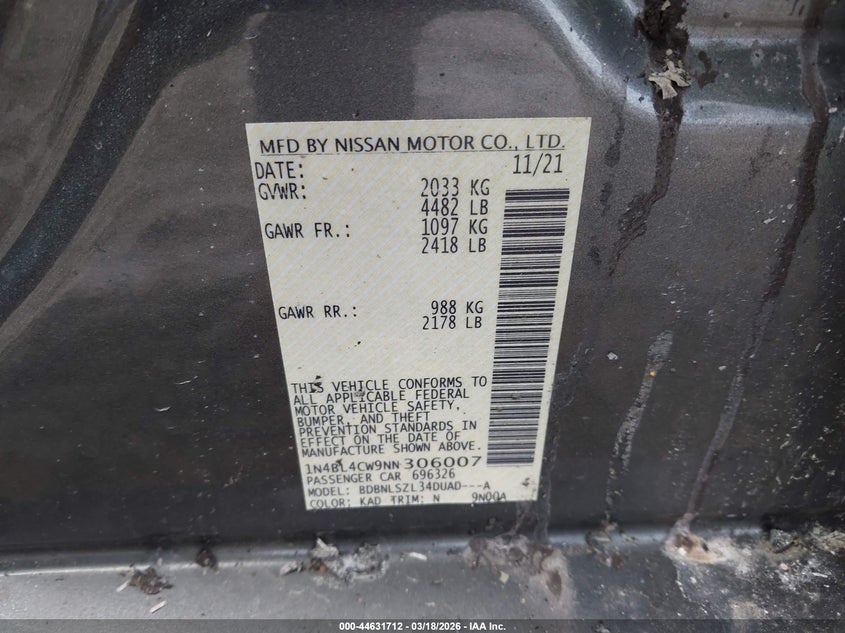 MFD BY NISSAN MOTOR CO., LTD.
DATE: 11/21
GVWR: 2033 KG
4482 LB
GAWR FR.: 1097 KG
2418 LB
GAWR RR.: 988 KG
2178 LB
THIS VEHICLE CONFORMS TO
ALL APPLICABLE FEDERAL
MOTOR VEHICLE SAFETY,
BUMPER, AND THEFT
PREVENTION STANDARDS IN
EFFECT ON THE DATE OF
MANUFACTURE SHOWN ABOVE.
1N4BL4CW9NN 306007
PASSENGER CAR 696326
MODEL: BDBNLSZL34DUAD---A
COLOR: KAD TRIM: N 9N00A
000-44631712 - 03/18/2026 - IAA Inc.